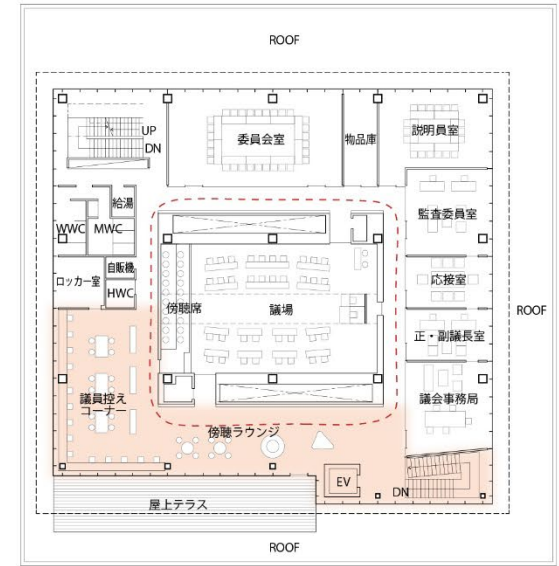 ROOF
UP
DN
委員会室
物品庫
説明員室
給湯
WWC
MWC
監査委員室
自販機
ロッカー室
HWC
傍聴席
議場
応接室
ROOF
正・副議長室
議員控え
コーナー
議会事務局
傍聴ラウンジ
EV
DN
屋上テラス
ROOF